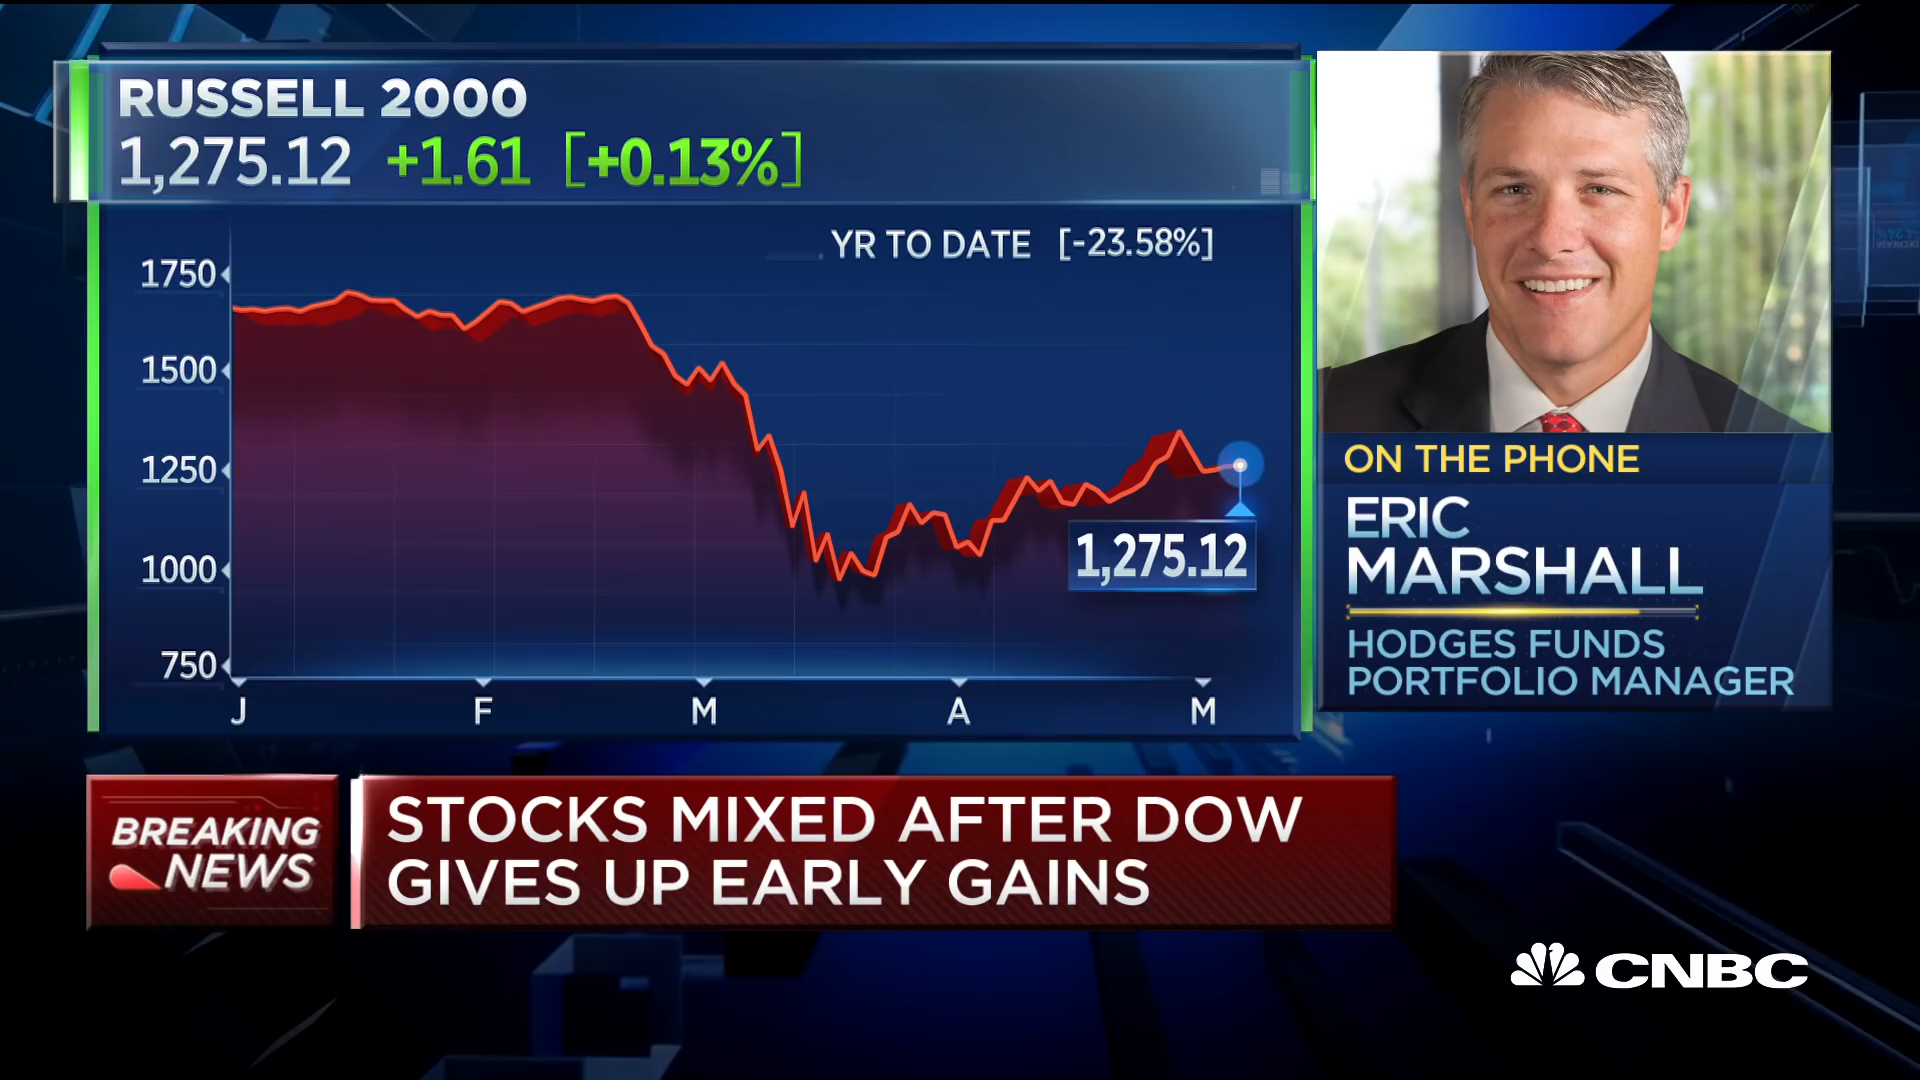 RUSSELL 2000
1,275.12 +1.61 [+0.13%]
YR TO DATE [-23.58%]
1750
1500
1250
1000
750
1,275.12
J F M A M
ON THE PHONE
ERIC
MARSHALL
HODGES FUNDS
PORTFOLIO MANAGER
BREAKING
NEWS
STOCKS MIXED AFTER DOW
GIVES UP EARLY GAINS
CNBC